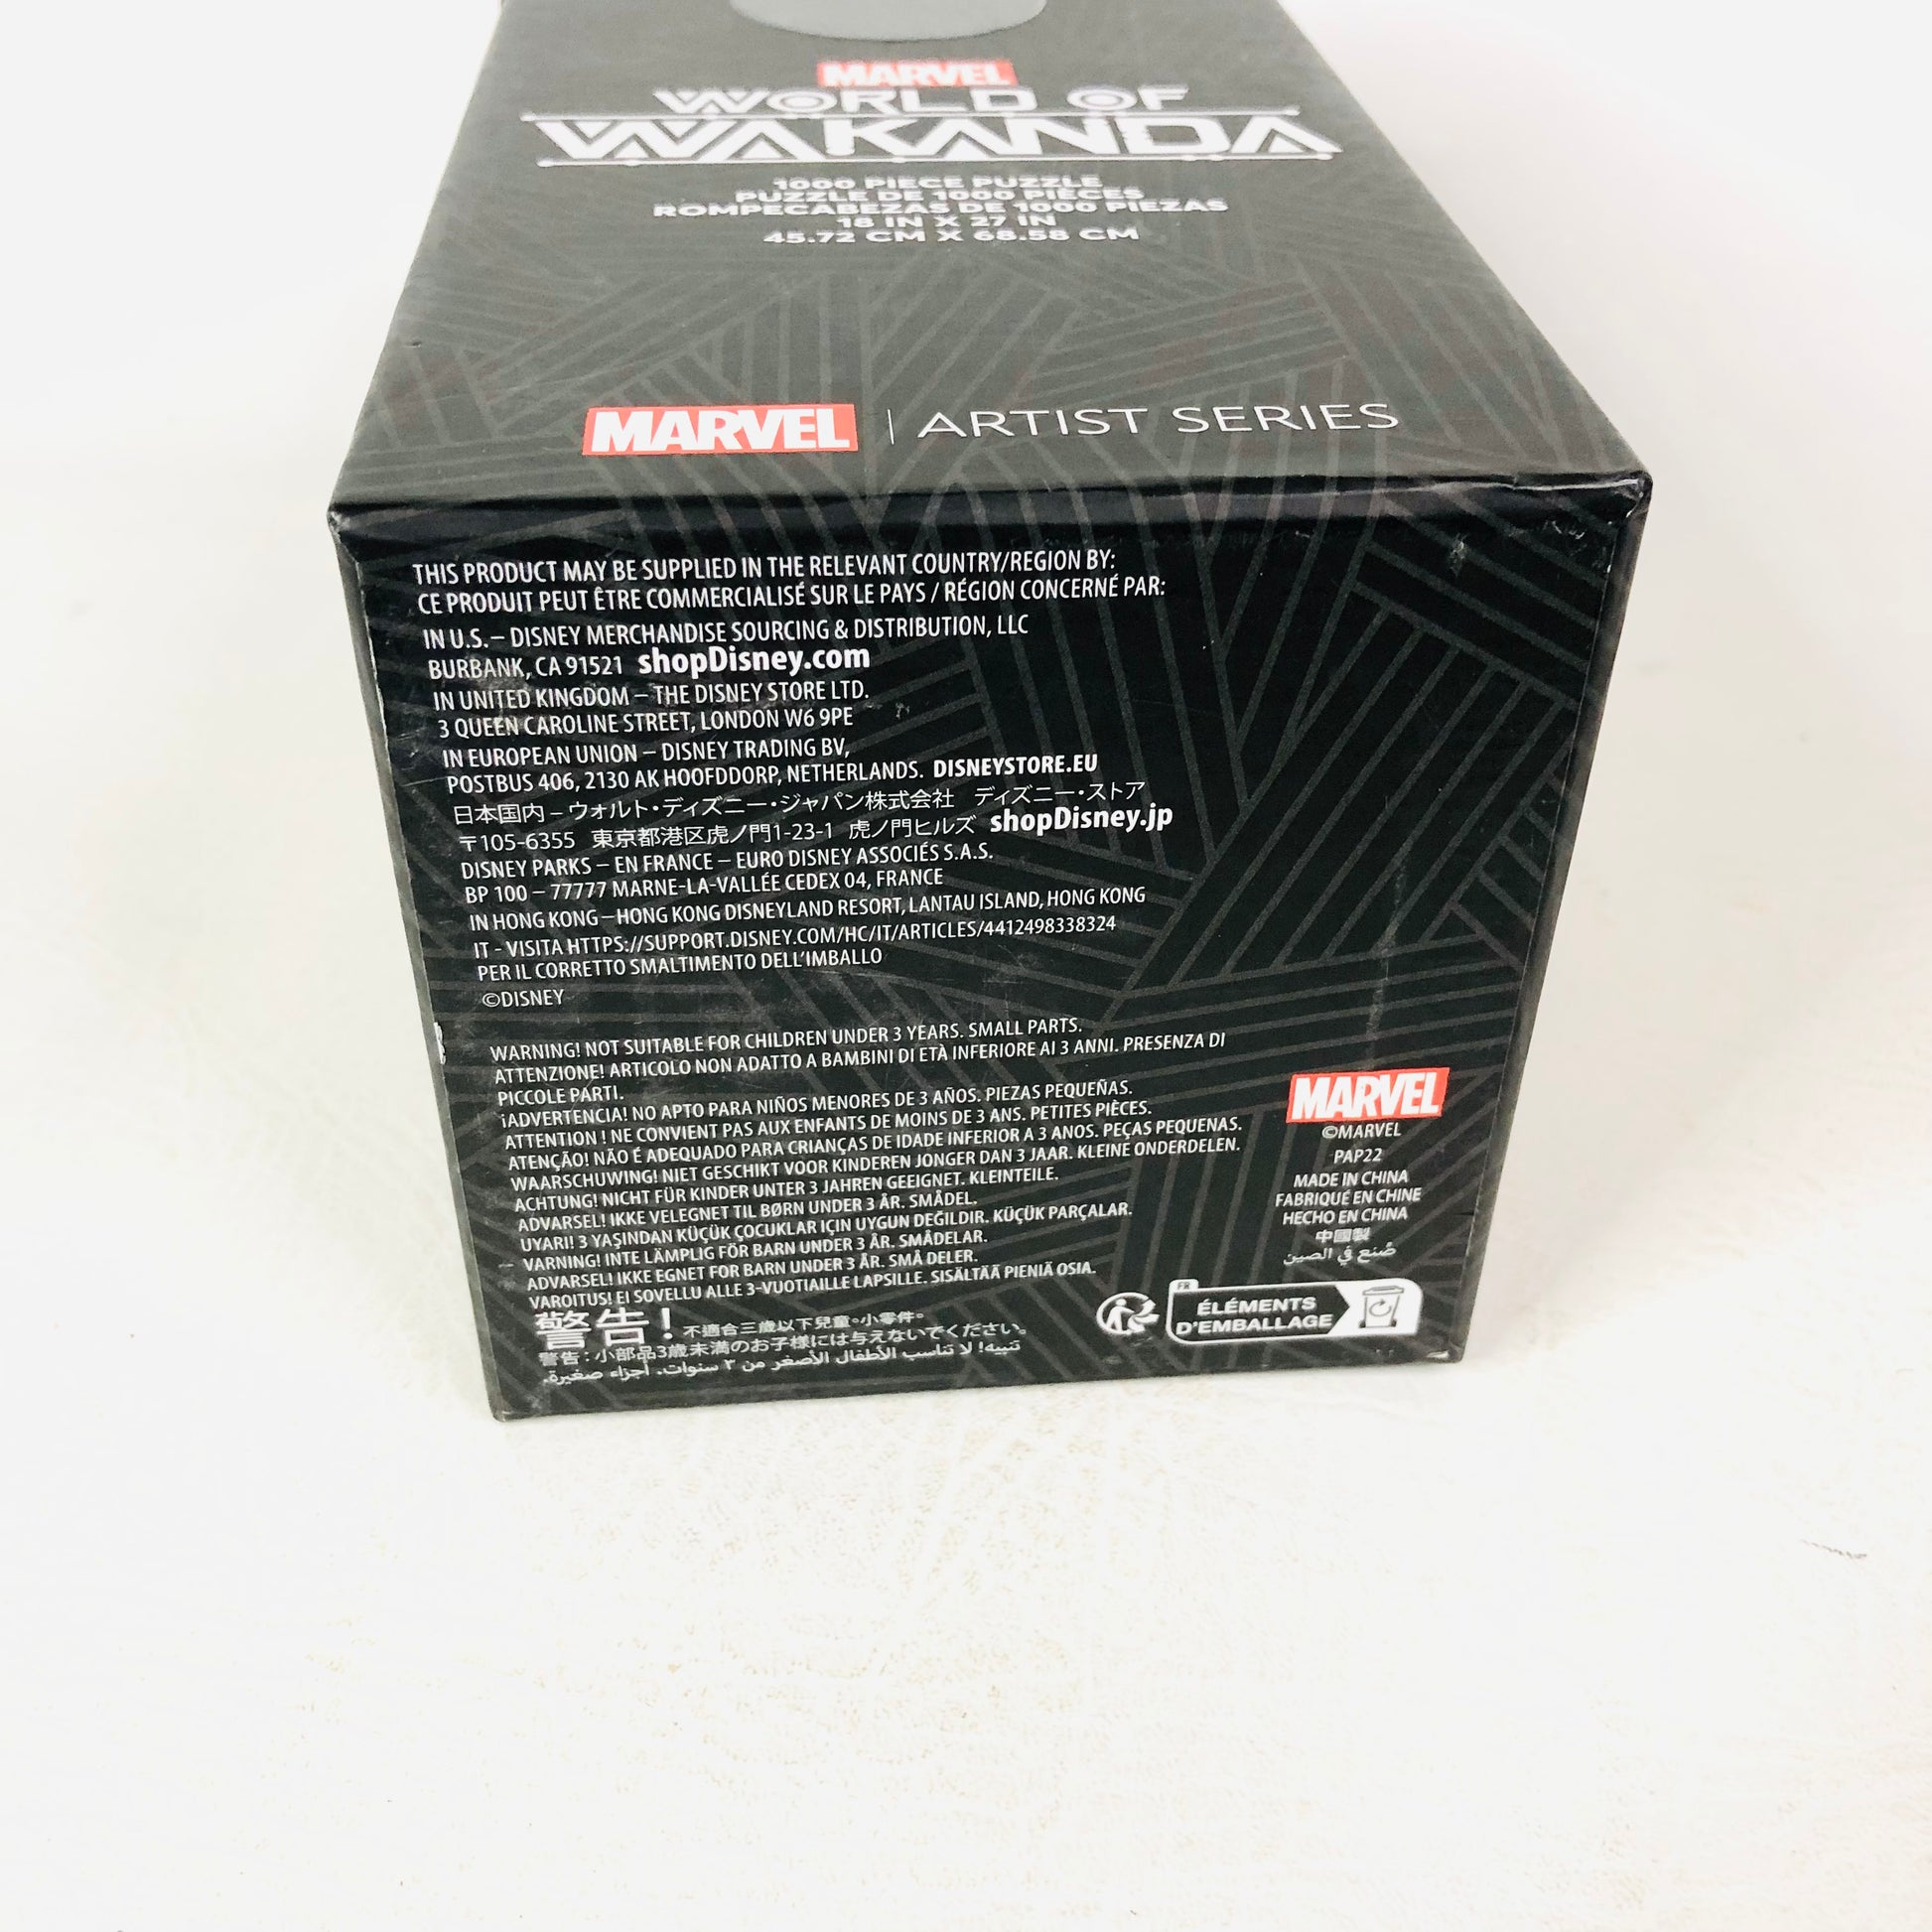 MARVEL
WORLD OF
WAKANDA
1000 PIECE PUZZLE
PUZZLE DE 1000 PIÈCES
ROMPECABEZAS DE 1000 PIEZAS
18 IN X 27 IN
45.72 CM X 68.58 CM
MARVEL | ARTIST SERIES
THIS PRODUCT MAY BE SUPPLIED IN THE RELEVANT COUNTRY/REGION BY:
CE PRODUIT PEUT ÊTRE COMMERCIALISÉ SUR LE PAYS / RÉGION CONCERNÉ PAR:
IN U.S. – DISNEY MERCHANDISE SOURCING & DISTRIBUTION, LLC
BURBANK, CA 91521 shopDisney.com
IN UNITED KINGDOM – THE DISNEY STORE LTD.
3 QUEEN CAROLINE STREET, LONDON W6 9PE
IN EUROPEAN UNION – DISNEY TRADING BV,
POSTBUS 406, 2130 AK HOOFDDORP, NETHERLANDS. DISNEYSTORE.EU
日本国内 – ウォルト・ディズニー・ジャパン株式会社 ディズニー・ストア
〒105-6355 東京都港区虎ノ門1-23-1 虎ノ門ヒルズ shopDisney.jp
DISNEY PARKS – EN FRANCE – EURO DISNEY ASSOCIÉS S.A.S.
BP 100 – 77777 MARNE-LA-VALLÉE CEDEX 04, FRANCE
IN HONG KONG – HONG KONG DISNEYLAND RESORT, LANTAU ISLAND, HONG KONG
IT - VISITA HTTPS://SUPPORT.DISNEY.COM/HC/IT/ARTICLES/4412498338324
PER IL CORRETTO SMALTIMENTO DELL'IMBALLO
©DISNEY
WARNING! NOT SUITABLE FOR CHILDREN UNDER 3 YEARS. SMALL PARTS.
ATTENZIONE! ARTICOLO NON ADATTO A BAMBINI DI ETÀ INFERIORE AI 3 ANNI. PRESENZA DI
PICCOLE PARTI.
¡ADVERTENCIA! NO APTO PARA NIÑOS MENORES DE 3 AÑOS. PIEZAS PEQUEÑAS.
ATTENTION ! NE CONVIENT PAS AUX ENFANTS DE MOINS DE 3 ANS. PETITES PIÈCES.
ATENÇÃO! NÃO É ADEQUADO PARA CRIANÇAS DE IDADE INFERIOR A 3 ANOS. PEÇAS PEQUENAS.
WAARSCHUWING! NIET GESCHIKT VOOR KINDEREN JONGER DAN 3 JAAR. KLEINE ONDERDELEN.
ACHTUNG! NICHT FÜR KINDER UNTER 3 JAHREN GEEIGNET. KLEINTEILE.
ADVARSEL! IKKE VELEGNET TIL BØRN UNDER 3 ÅR. SMÅDEL.
UYARI! 3 YAŞINDAN KÜÇÜK ÇOCUKLAR IÇIN UYGUN DEĞILDIR. KÜÇÜK PARÇALAR.
VARNING! INTE LÄMPLIG FÖR BARN UNDER 3 ÅR. SMÅDELAR.
ADVARSEL! IKKE EGNET FOR BARN UNDER 3 ÅR. SMÅ DELER.
VAROITUS! EI SOVELLU ALLE 3-VUOTIAILLE LAPSILLE. SISÄLTÄÄ PIENIÄ OSIA.
警告! 不適合三歲以下兒童。小零件。
警告:小部品3歳未満のお子様には与えないでください。
تنبيه! لا تناسب الأطفال الأصغر من ٣ سنوات. أجزاء صغيرة.
MARVEL
©MARVEL
PAP22
MADE IN CHINA
FABRIQUÉ EN CHINE
HECHO EN CHINA
中國製
صُنع في الصين
FR
ÉLÉMENTS
D'EMBALLAGE